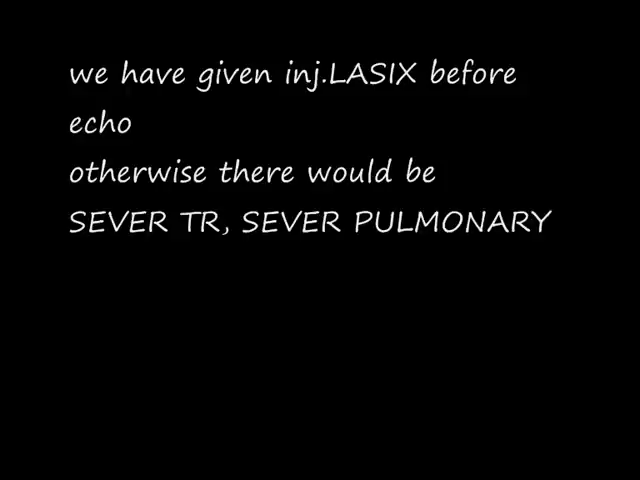 we have given inj.LASIX before
echo
otherwise there would be
SEVER TR, SEVER PULMONARY